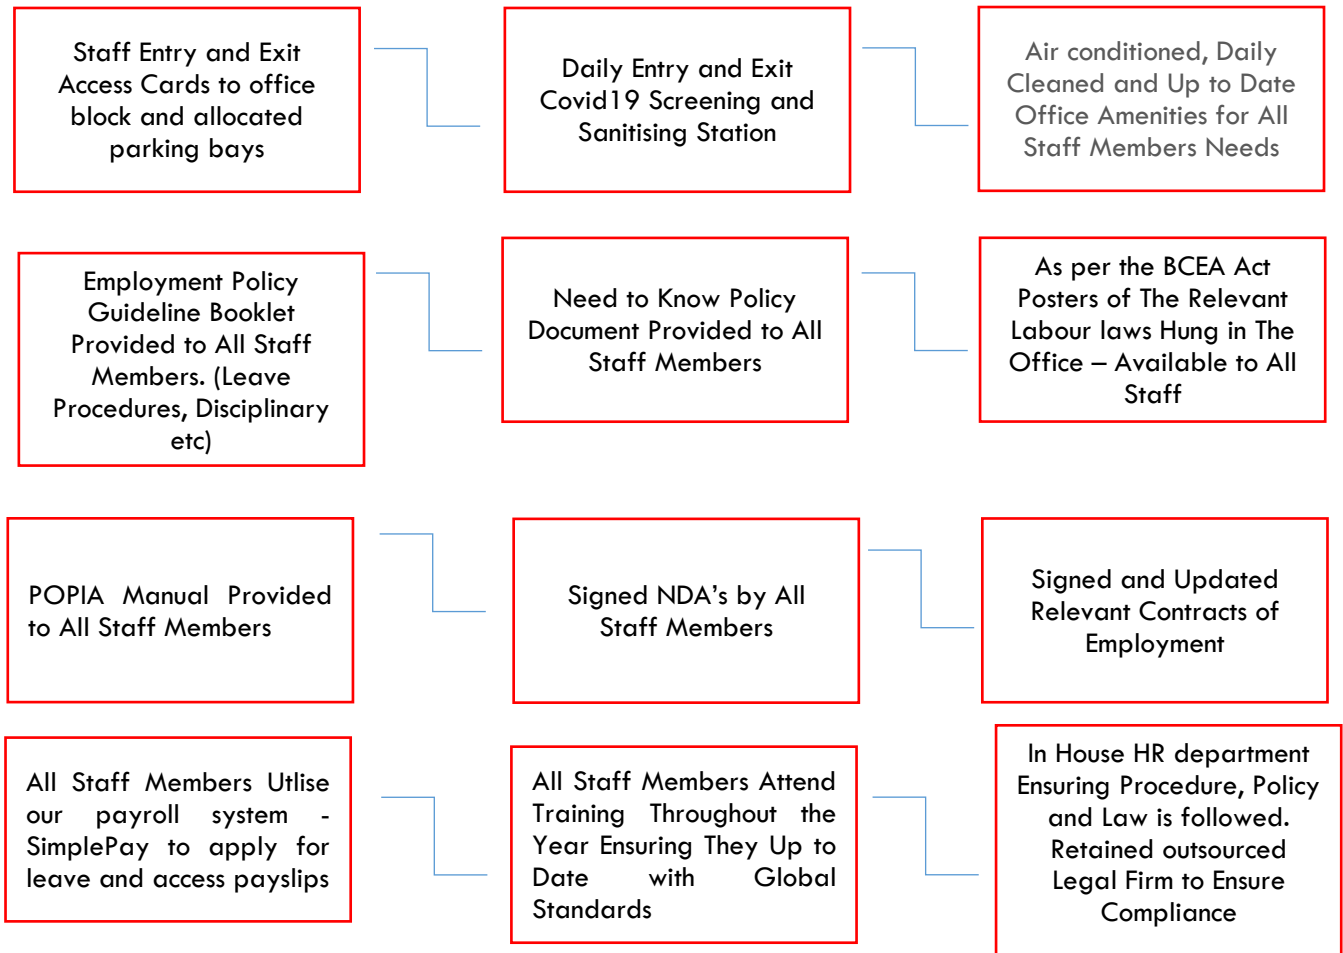 Staff Entry and Exit
Access Cards to office
block and allocated
parking bays
Daily Entry and Exit
Covid19 Screening and
Sanitising Station
Air conditioned, Daily
Cleaned and Up to Date
Office Amenities for All
Staff Members Needs
Employment Policy
Guideline Booklet
Provided to All Staff
Members. (Leave
Procedures, Disciplinary
etc)
Need to Know Policy
Document Provided to All
Staff Members
As per the BCEA Act
Posters of The Relevant
Labour laws Hung in The
Office – Available to All
Staff
POPIA Manual Provided
to All Staff Members
Signed NDA’s by All
Staff Members
Signed and Updated
Relevant Contracts of
Employment
All Staff Members Utlise
our payroll system -
SimplePay to apply for
leave and access payslips
All Staff Members Attend
Training Throughout the
Year Ensuring They Up to
Date with Global
Standards
In House HR department
Ensuring Procedure, Policy
and Law is followed.
Retained outsourced
Legal Firm to Ensure
Compliance